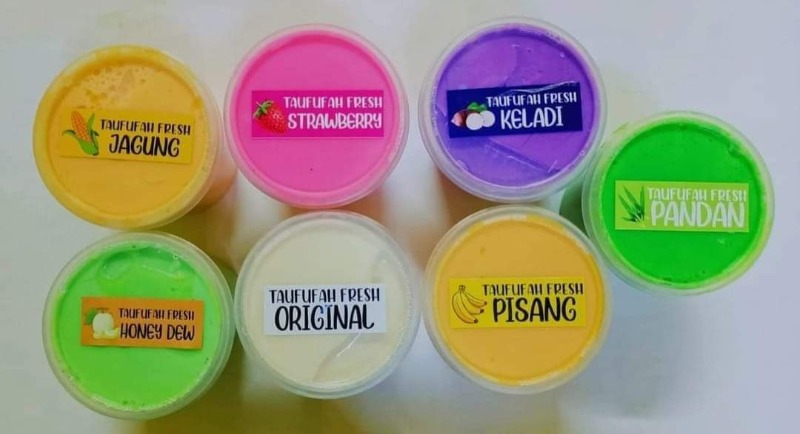 TAUFUFAH FRESH
JAGUNG
TAUFUFAH FRESH
STRAWBERRY
TAUFUFAH FRESH
KELADI
TAUFUFAH FRESH
PANDAN
TAUFUFAH FRESH
HONEY DEW
TAUFUFAH FRESH
ORIGINAL
TAUFUFAH FRESH
PISANG